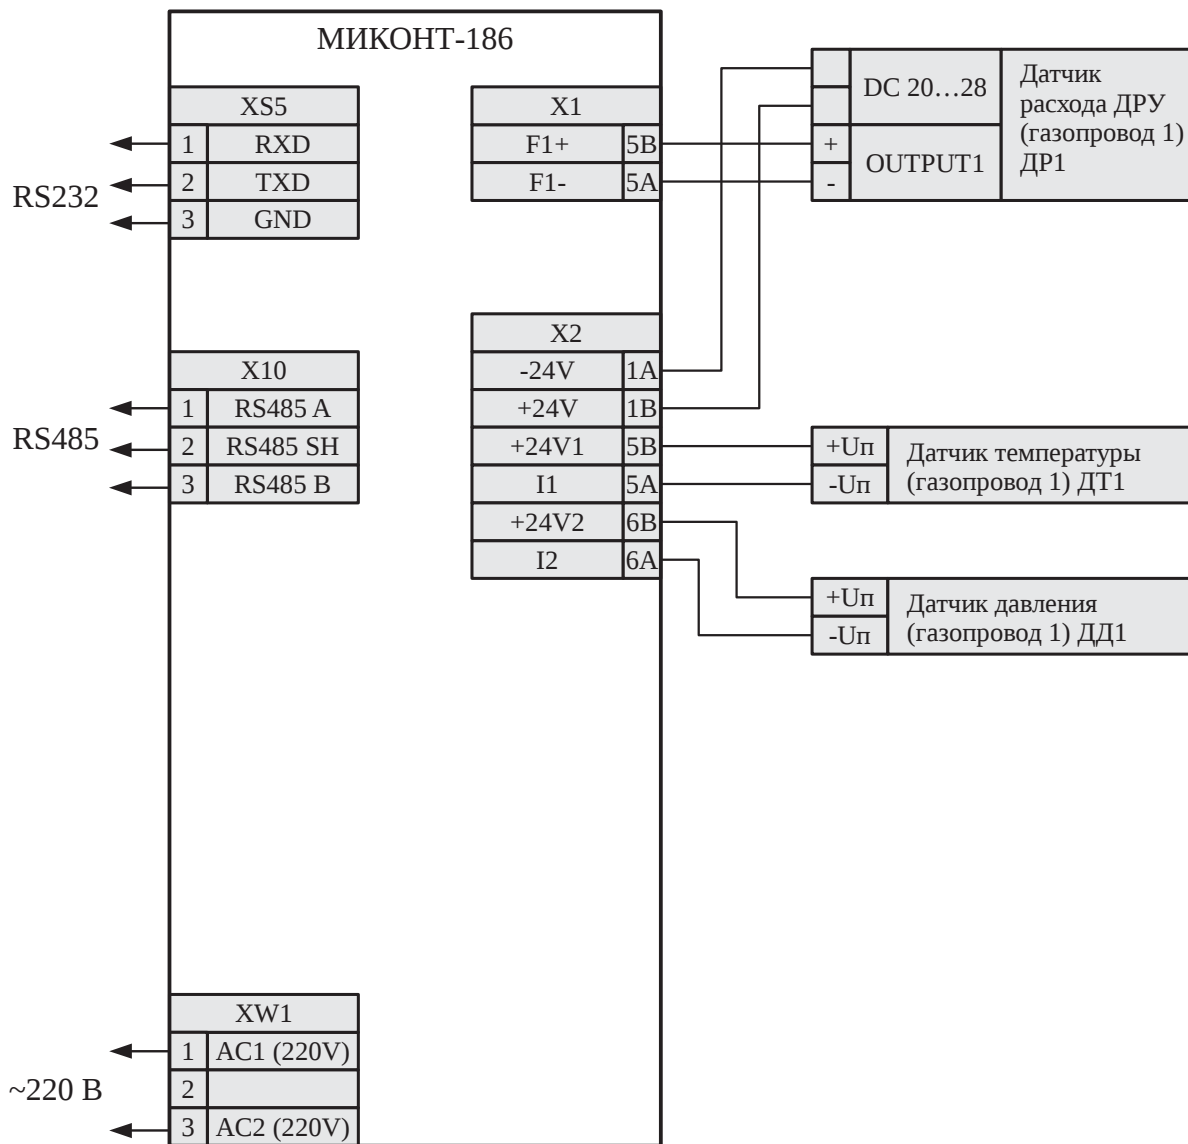 МИКОНТ-186
XS5
1 RXD
2 TXD
3 GND
RS232
X1
F1+ 5B
F1- 5A
DC 20…28
+
-
OUTPUT1
Датчик
расхода ДРУ
(газопровод 1)
ДР1
X10
1 RS485 A
2 RS485 SH
3 RS485 B
RS485
X2
-24V 1A
+24V 1B
+24V1 5B
I1 5A
+24V2 6B
I2 6A
+Uп
-Uп
Датчик температуры
(газопровод 1) ДТ1
+Uп
-Uп
Датчик давления
(газопровод 1) ДД1
XW1
1 AC1 (220V)
2
3 AC2 (220V)
~220 В